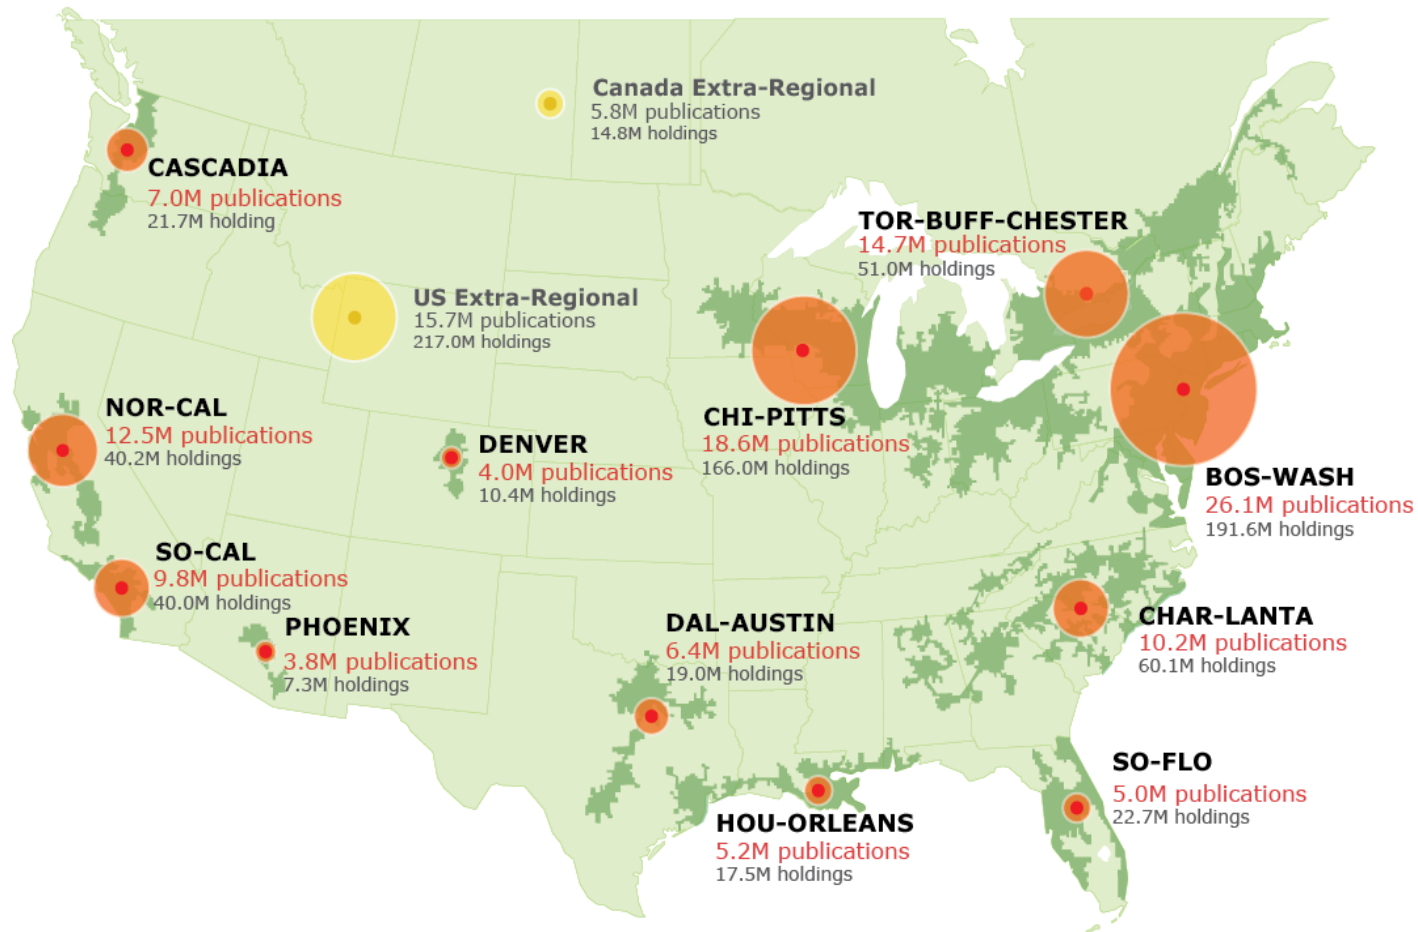 Canada Extra-Regional
5.8M publications
14.8M holdings
CASCADIA
7.0M publications
21.7M holding
TOR-BUFF-CHESTER
14.7M publications
51.0M holdings
US Extra-Regional
15.7M publications
217.0M holdings
NOR-CAL
12.5M publications
40.2M holdings
DENVER
4.0M publications
10.4M holdings
CHI-PITTS
18.6M publications
166.0M holdings
BOS-WASH
26.1M publications
191.6M holdings
SO-CAL
9.8M publications
40.0M holdings
PHOENIX
3.8M publications
7.3M holdings
DAL-AUSTIN
6.4M publications
19.0M holdings
CHAR-LANTA
10.2M publications
60.1M holdings
SO-FLO
5.0M publications
22.7M holdings
HOU-ORLEANS
5.2M publications
17.5M holdings